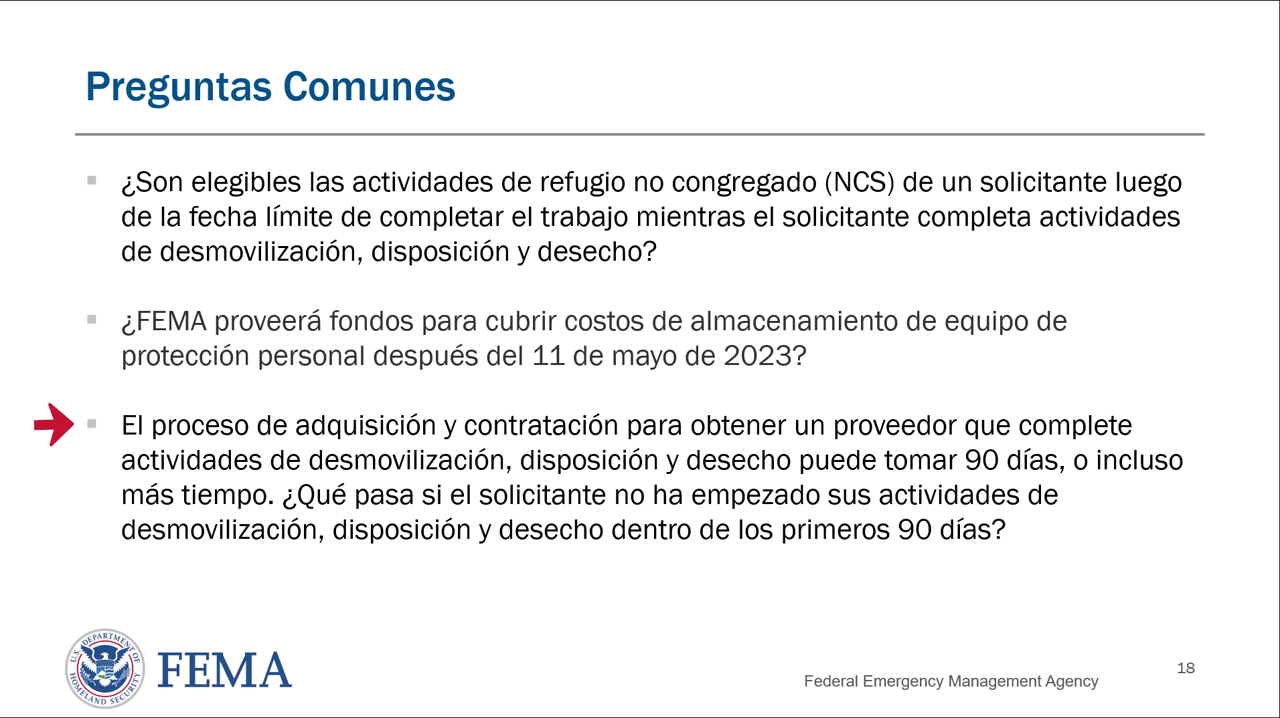 Preguntas Comunes
¿Son elegibles las actividades de refugio no congregado (NCS) de un solicitante luego
de la fecha límite de completar el trabajo mientras el solicitante completa actividades
de desmovilización, disposición y desecho?
¿FEMA proveerá fondos para cubrir costos de almacenamiento de equipo de
protección personal después del 11 de mayo de 2023?
El proceso de adquisición y contratación para obtener un proveedor que complete
actividades de desmovilización, disposición y desecho puede tomar 90 días, o incluso
más tiempo. ¿Qué pasa si el solicitante no ha empezado sus actividades de
desmovilización, disposición y desecho dentro de los primeros 90 días?
U.S. DEPARTMENT OF
HOMELAND SECURITY
FEMA
Federal Emergency Management Agency
18